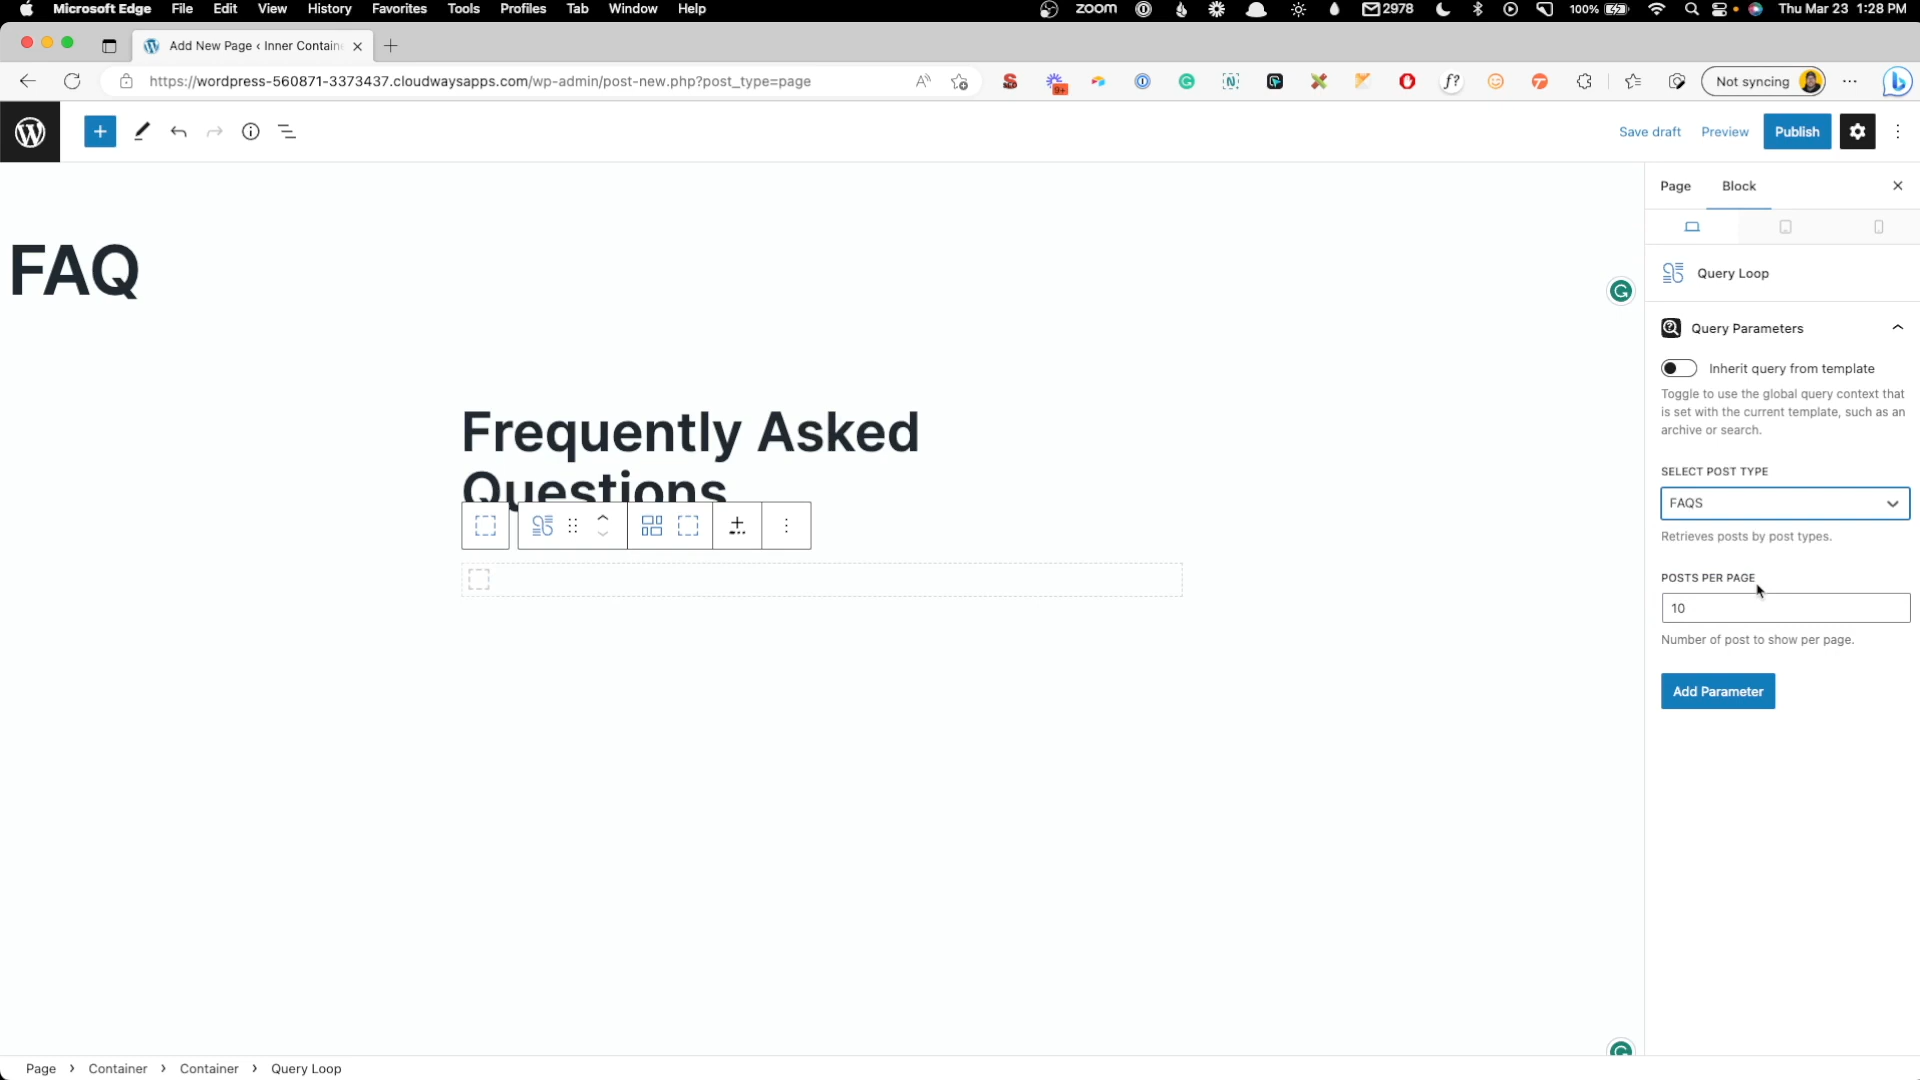 Microsoft Edge File Edit View History Favorites Tools Profiles Tab Window Help zoom 2978 100% Thu Mar 23 1:28 PM
Add New Page ‹ Inner Contain
https://wordpress-560871-3373437.cloudwaysapps.com/wp-admin/post-new.php?post_type=page
9+
f?
Not syncing
Save draft Preview Publish
Page Block
FAQ
Query Loop
Query Parameters
Inherit query from template
Toggle to use the global query context that
is set with the current template, such as an
archive or search.
Frequently Asked
Questions
SELECT POST TYPE
FAQS
Retrieves posts by post types.
POSTS PER PAGE
10
Number of post to show per page.
Add Parameter
Page › Container › Container › Query Loop